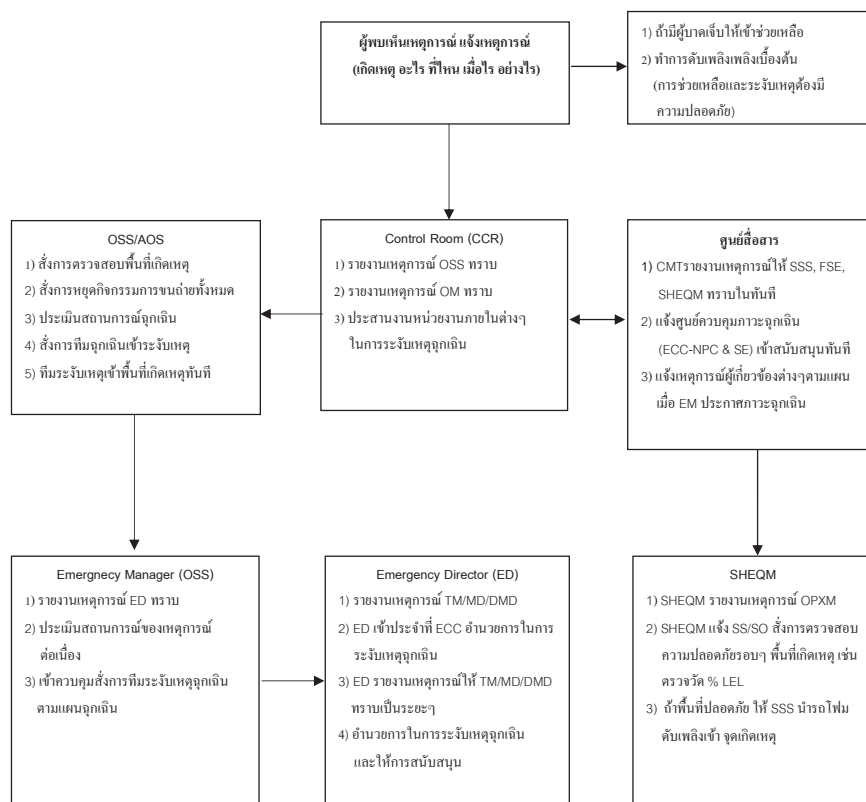 ผู้พบเห็นเหตุการณ์ แจ้งเหตุการณ์
(เกิดเหตุ อะไร ที่ไหน เมื่อไร อย่างไร)
1) ถ้ามีผู้บาดเจ็บให้เข้าช่วยเหลือ
2) ทำการดับเพลิงเพลิงเบื้องต้น
(การช่วยเหลือและระงับเหตุต้องมี
ความปลอดภัย)
OSS/AOS
1) สั่งการตรวจสอบพื้นที่เกิดเหตุ
2) สั่งการหยุดกิจกรรมการขนถ่ายทั้งหมด
3) ประเมินสถานการณ์ฉุกเฉิน
4) สั่งการทีมฉุกเฉินเข้าระงับเหตุ
5) ทีมระงับเหตุเข้าพื้นที่เกิดเหตุทันที
Control Room (CCR)
1) รายงานเหตุการณ์ OSS ทราบ
2) รายงานเหตุการณ์ OM ทราบ
3) ประสานงานหน่วยงานภายในต่างๆ
ในการระงับเหตุฉุกเฉิน
ศูนย์สื่อสาร
1) CMTรายงานเหตุการณ์ให้ SSS, FSE,
SHEQM ทราบในทันที
2) แจ้งศูนย์ควบคุมภาวะฉุกเฉิน
(ECC-NPC & SE) เข้าสนับสนุนทันที
3) แจ้งเหตุการณ์ผู้เกี่ยวข้องต่างๆตามแผน
เมื่อ EM ประกาศภาวะฉุกเฉิน
Emergnecy Manager (OSS)
1) รายงานเหตุการณ์ ED ทราบ
2) ประเมินสถานการณ์ของเหตุการณ์
ต่อเนื่อง
3) เข้าควบคุมสั่งการทีมระงับเหตุฉุกเฉิน
ตามแผนฉุกเฉิน
Emergency Director (ED)
1) รายงานเหตุการณ์ TM/MD/DMD
2) ED เข้าประจำที่ ECC อำนวยการในการ
ระงับเหตุฉุกเฉิน
3) ED รายงานเหตุการณ์ให้ TM/MD/DMD
ทราบเป็นระยะๆ
4) อำนวยการในการระงับเหตุฉุกเฉิน
และให้การสนับสนุน
SHEQM
1) SHEQM รายงานเหตุการณ์ OPXM
2) SHEQM แจ้ง SS/SO สั่งการตรวจสอบ
ความปลอดภัยรอบๆ พื้นที่เกิดเหตุ เช่น
ตรวจวัด % LEL
3) ถ้าพื้นที่ปลอดภัย ให้ SSS นำรถโฟม
ดับเพลิงเข้า จุดเกิดเหตุ